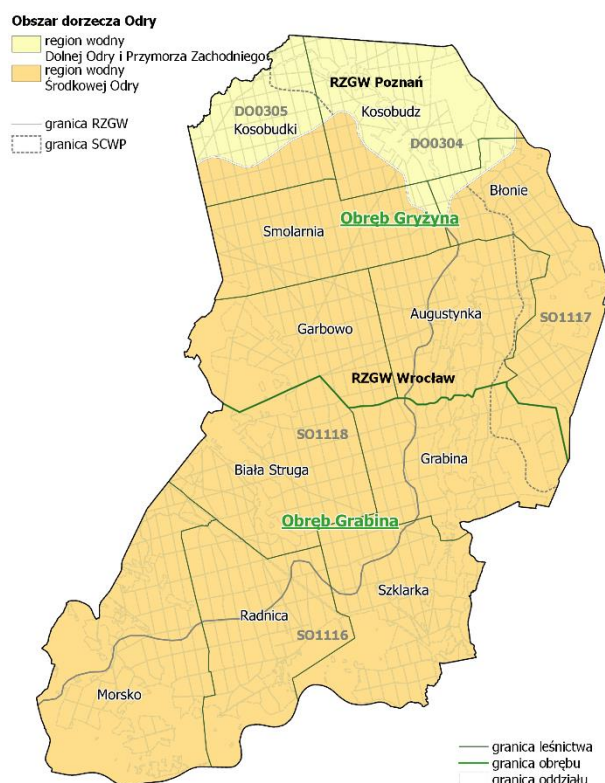 Obszar dorzecza Odry
region wodny
Dolnej Odry i Przymorza Zachodniego
region wodny
Środkowej Odry
granica RZGW
granica SCWP
RZGW Poznań
DO0305
Kosobudki
Kosobudz
DO0304
Błonie
Smolarnia
Obręb Gryżyna
SO1117
Augustynka
Garbowo
RZGW Wrocław
SO1118
Biała Struga
Grabina
Obręb Grabina
Szklarka
Radnica
SO1116
Morsko
granica leśnictwa
granica obrębu
granica oddziału